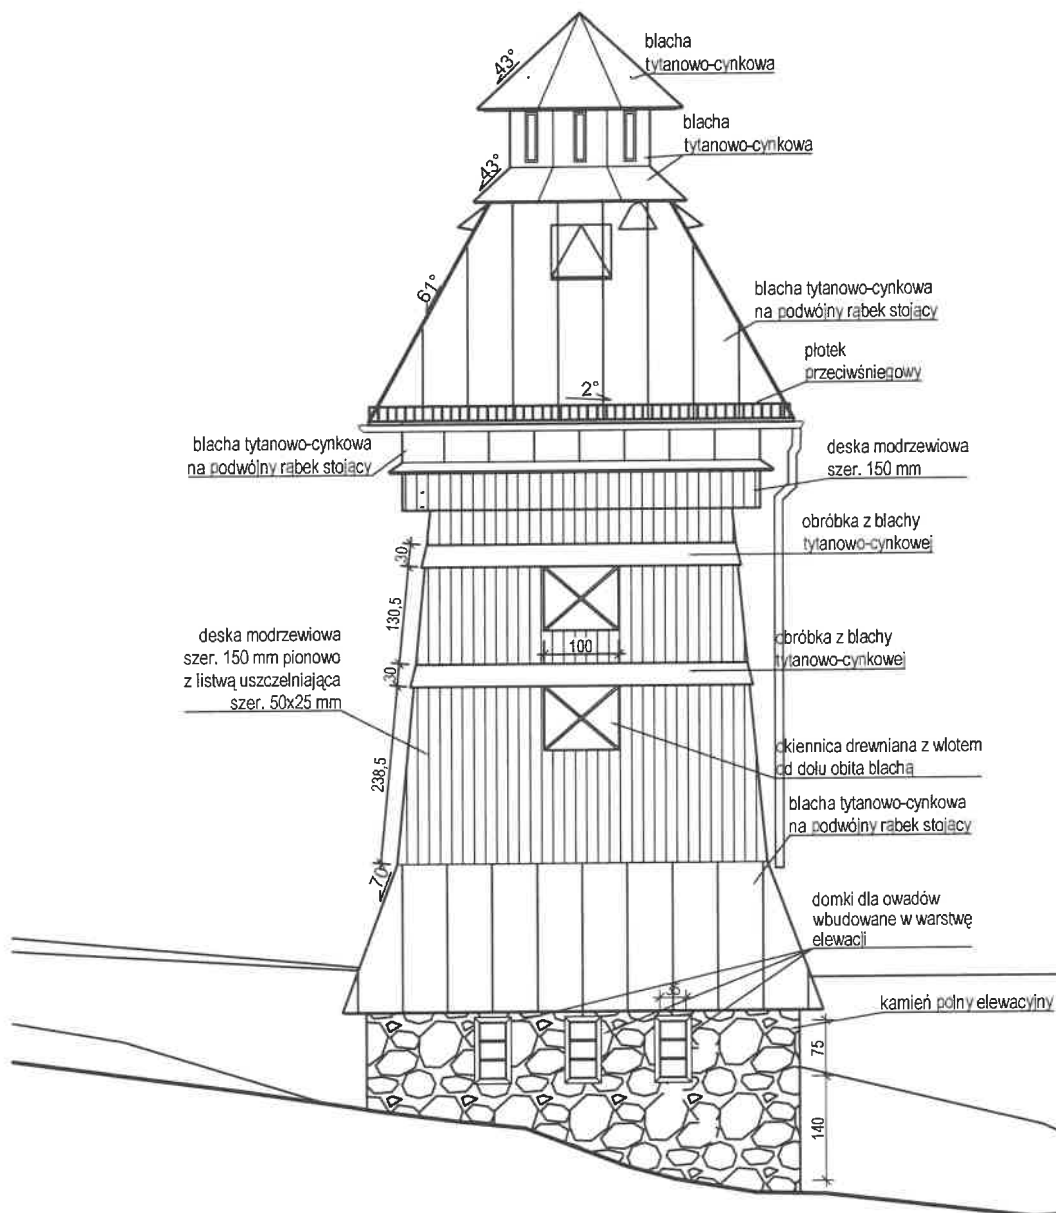 blacha
tytanowo-cynkowa
43°
blacha
tytanowo-cynkowa
43°
61°
blacha tytanowo-cynkowa
na podwójny rąbek stojący
płotek
przeciwśniegowy
2°
blacha tytanowo-cynkowa
na podwójny rąbek stojący
deska modrzewiowa
szer. 150 mm
obróbka z blachy
tytanowo-cynkowej
30
130,5
deska modrzewiowa
szer. 150 mm pionowo
z listwą uszczelniająca
szer. 50x25 mm
100
obróbka z blachy
tytanowo-cynkowej
30
238,5
okiennica drewniana z wlotem
od dołu obita blachą
blacha tytanowo-cynkowa
na podwójny rąbek stojący
70
domki dla owadów
wbudowane w warstwę
elewacji
35
kamień polny elewacyjny
75
140